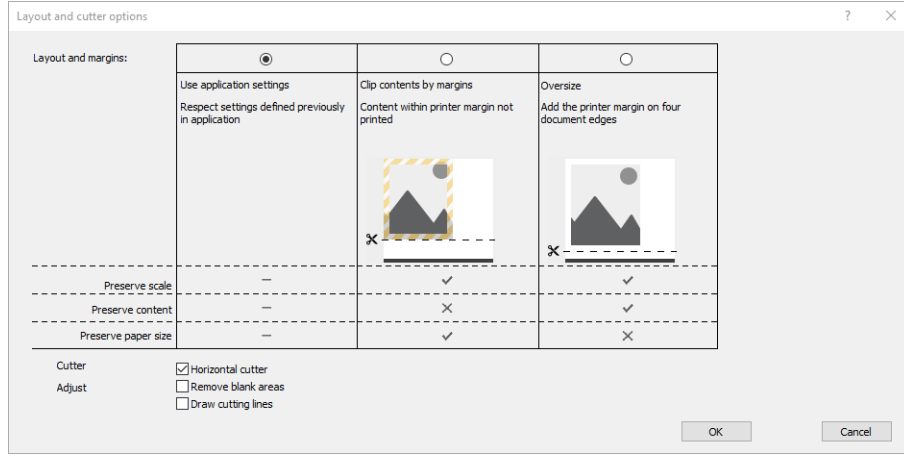 Layout and cutter options
Layout and margins:
Use application settings
Respect settings defined previously
in application
Clip contents by margins
Content within printer margin not
printed
Oversize
Add the printer margin on four
document edges
Preserve scale
Preserve content
Preserve paper size
Cutter
Horizontal cutter
Adjust
Remove blank areas
Draw cutting lines
OK
Cancel